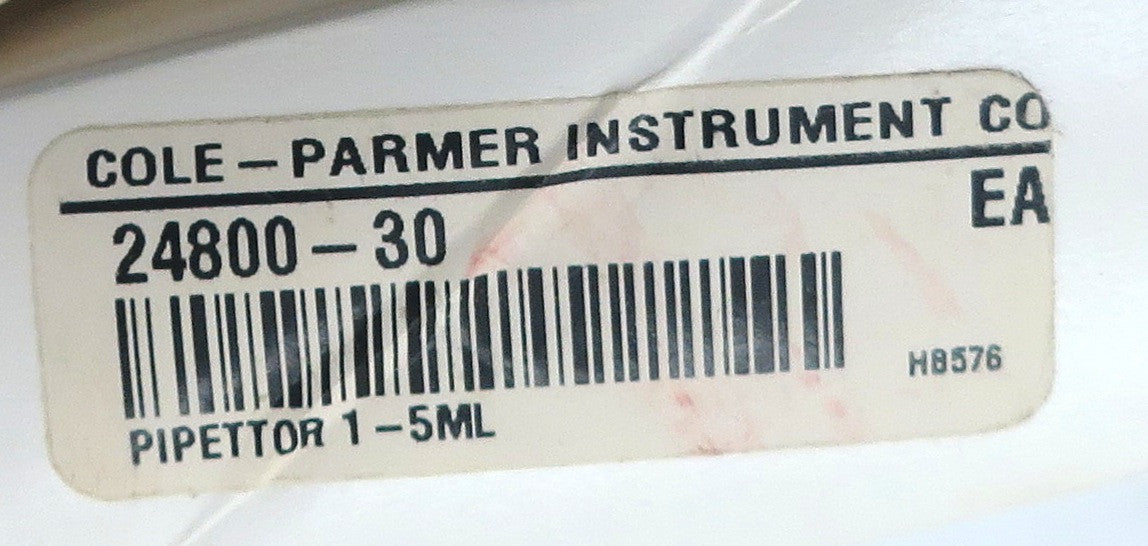 COLE-PARMER INSTRUMENT CO
EA
24800-30
H8576
PIPETTOR 1-5ML